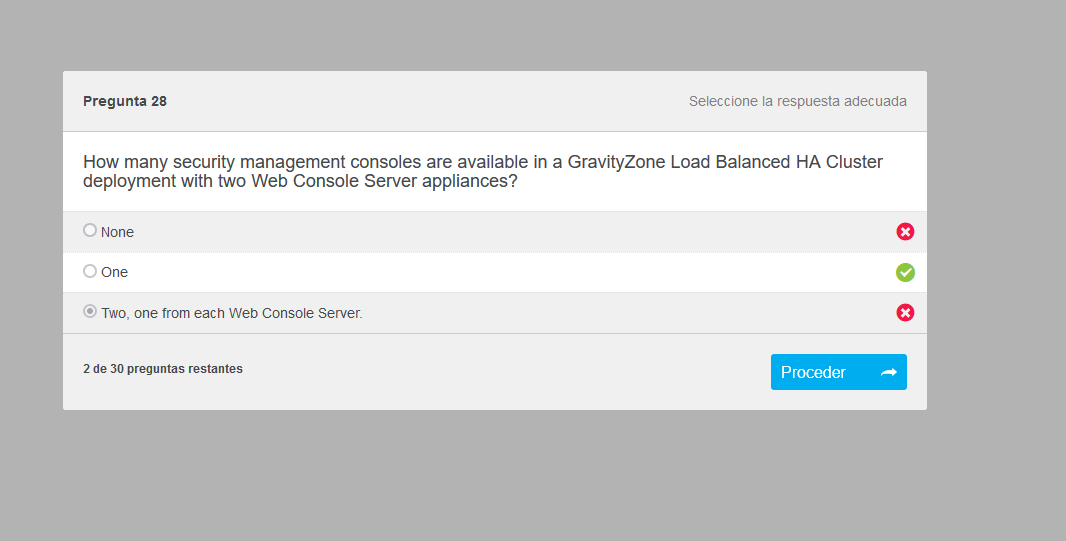 Pregunta 28
Seleccione la respuesta adecuada
How many security management consoles are available in a GravityZone Load Balanced HA Cluster
deployment with two Web Console Server appliances?
None
One
Two, one from each Web Console Server.
2 de 30 preguntas restantes
Proceder